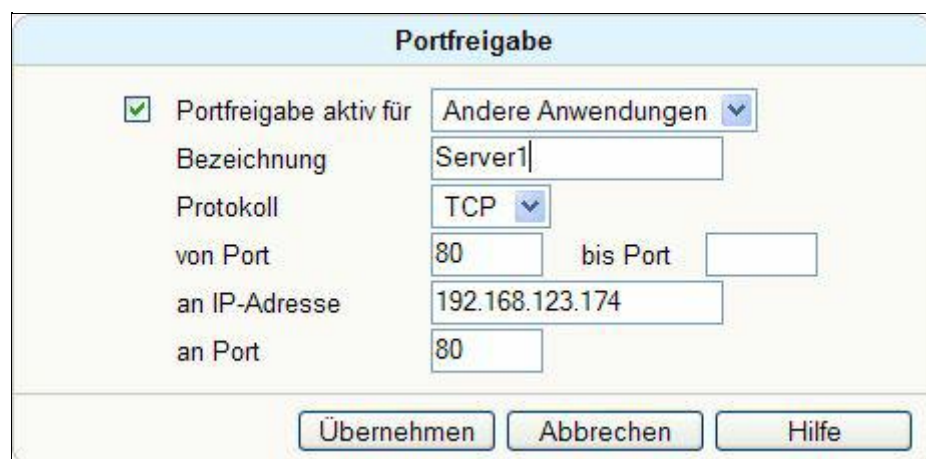 Portfreigabe
Portfreigabe aktiv für Andere Anwendungen
Bezeichnung Server1
Protokoll TCP
von Port 80 bis Port
an IP-Adresse 192.168.123.174
an Port 80
Übernehmen Abbrechen Hilfe